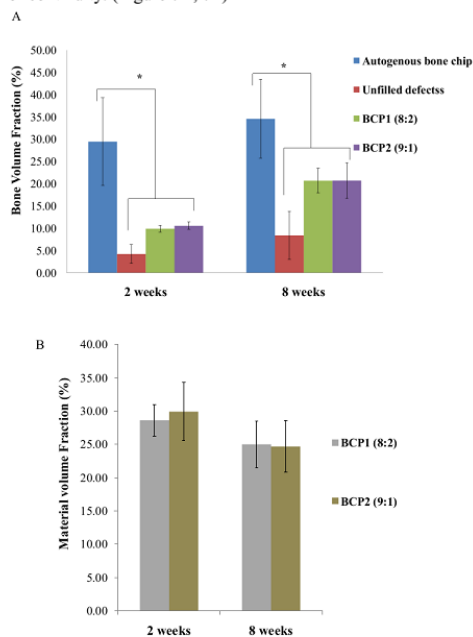 A
50.00
45.00
40.00
35.00
30.00
25.00
20.00
15.00
10.00
5.00
0.00
Bone Volume Fraction (%)
*
*
2 weeks
8 weeks
Autogenous bone chip
Unfilled defectss
BCP1 (8:2)
BCP2 (9:1)
B
40.00
35.00
30.00
25.00
20.00
15.00
10.00
5.00
0.00
Material volume Fraction (%)
2 weeks
8 weeks
BCP1 (8:2)
BCP2 (9:1)